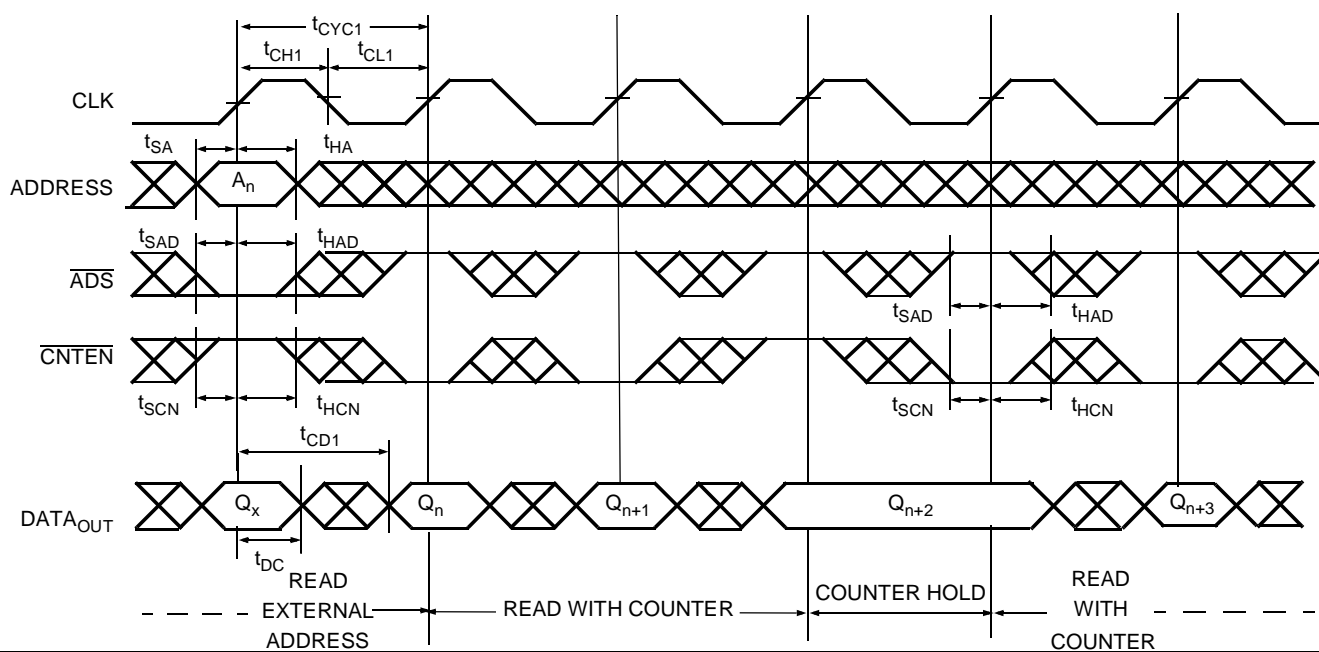 tCYC1
tCH1
tCL1
CLK
tSA
tHA
ADDRESS
An
tSAD
tHAD
ADS
tSAD
tHAD
CNTEN
tSCN
tHCN
tSCN
tHCN
tCD1
DATAOUT
Qx
Qn
Qn+1
Qn+2
Qn+3
tDC
READ
EXTERNAL
ADDRESS
READ WITH COUNTER
COUNTER HOLD
READ
WITH
COUNTER